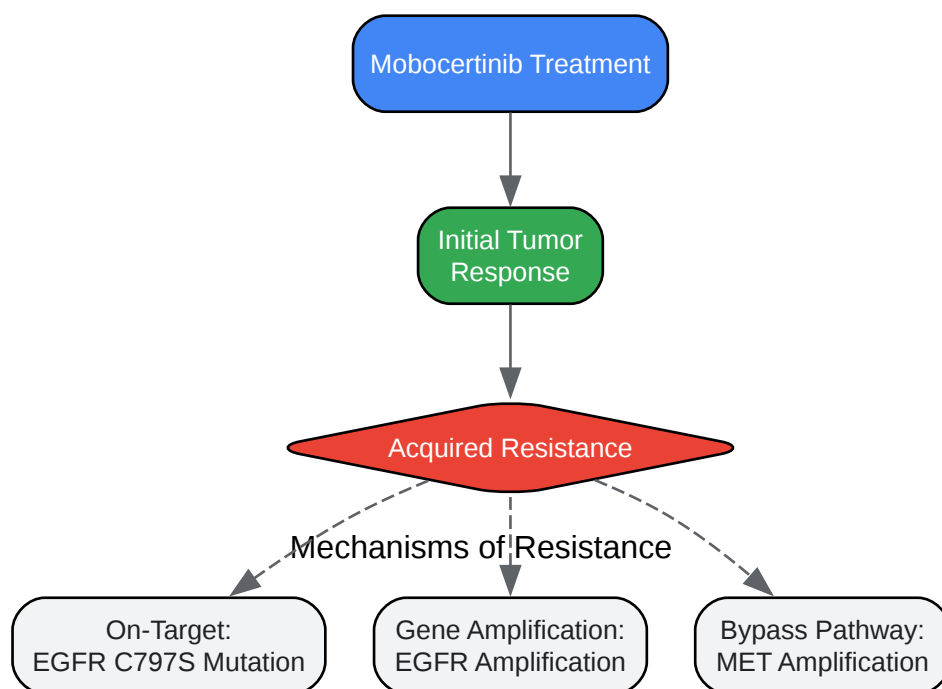 Mobocertinib Treatment
Initial Tumor
Response
Acquired Resistance
Mechanisms of Resistance
On-Target:
EGFR C797S Mutation
Gene Amplification:
EGFR Amplification
Bypass Pathway:
MET Amplification